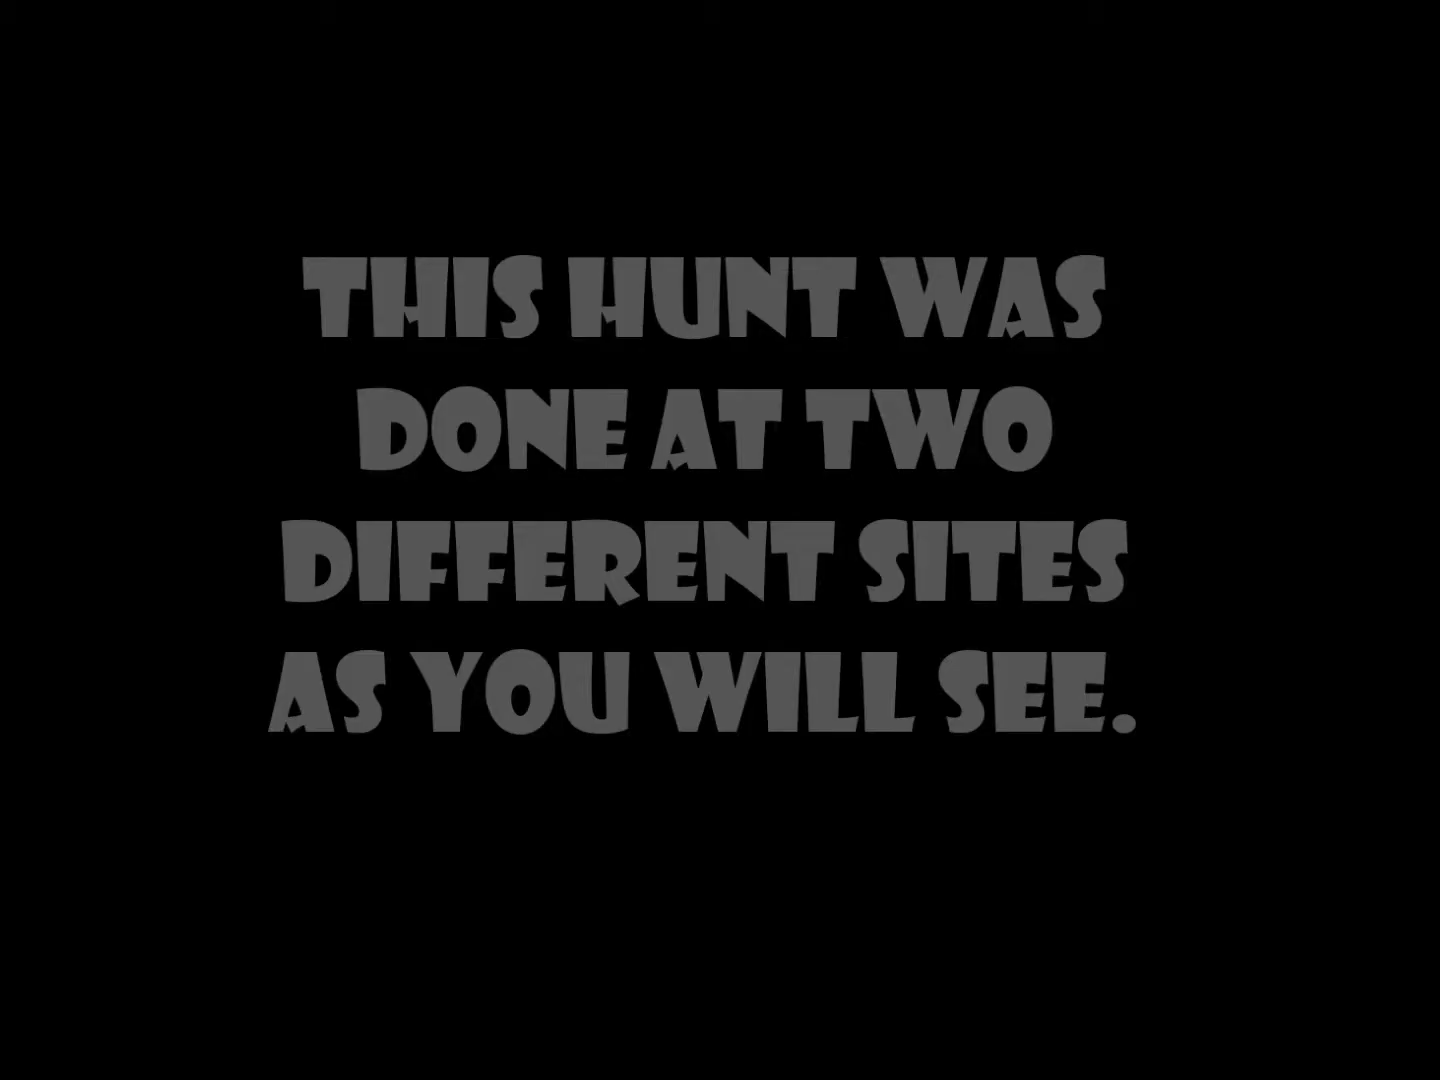 THIS HUNT WAS
DONE AT TWO
DIFFERENT SITES
AS YOU WILL SEE.